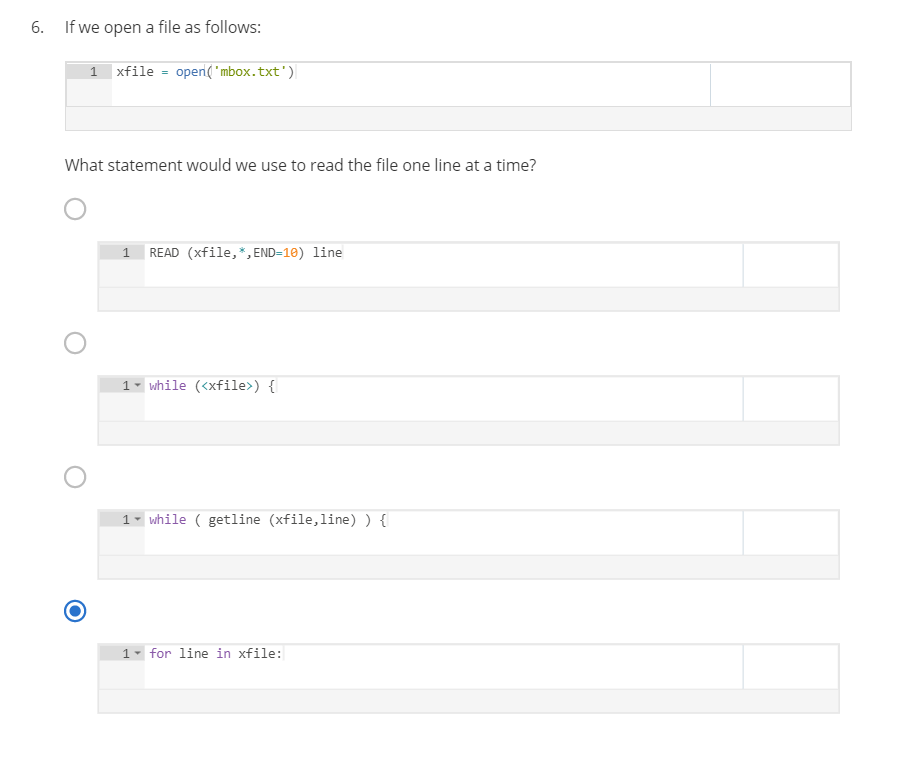 6. If we open a file as follows:
1 xfile = open('mbox.txt')
What statement would we use to read the file one line at a time?
1 READ (xfile,*,END=10) line
1 while (<xfile>) {
1 while ( getline (xfile,line) ) {
1 for line in xfile: